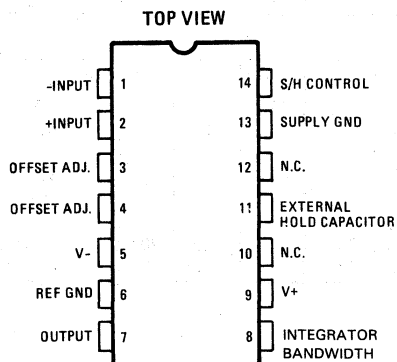 TOP VIEW
-INPUT 1
+INPUT 2
OFFSET ADJ. 3
OFFSET ADJ. 4
V- 5
REF GND 6
OUTPUT 7
14 S/H CONTROL
13 SUPPLY GND
12 N.C.
11 EXTERNAL
HOLD CAPACITOR
10 N.C.
9 V+
8 INTEGRATOR
BANDWIDTH